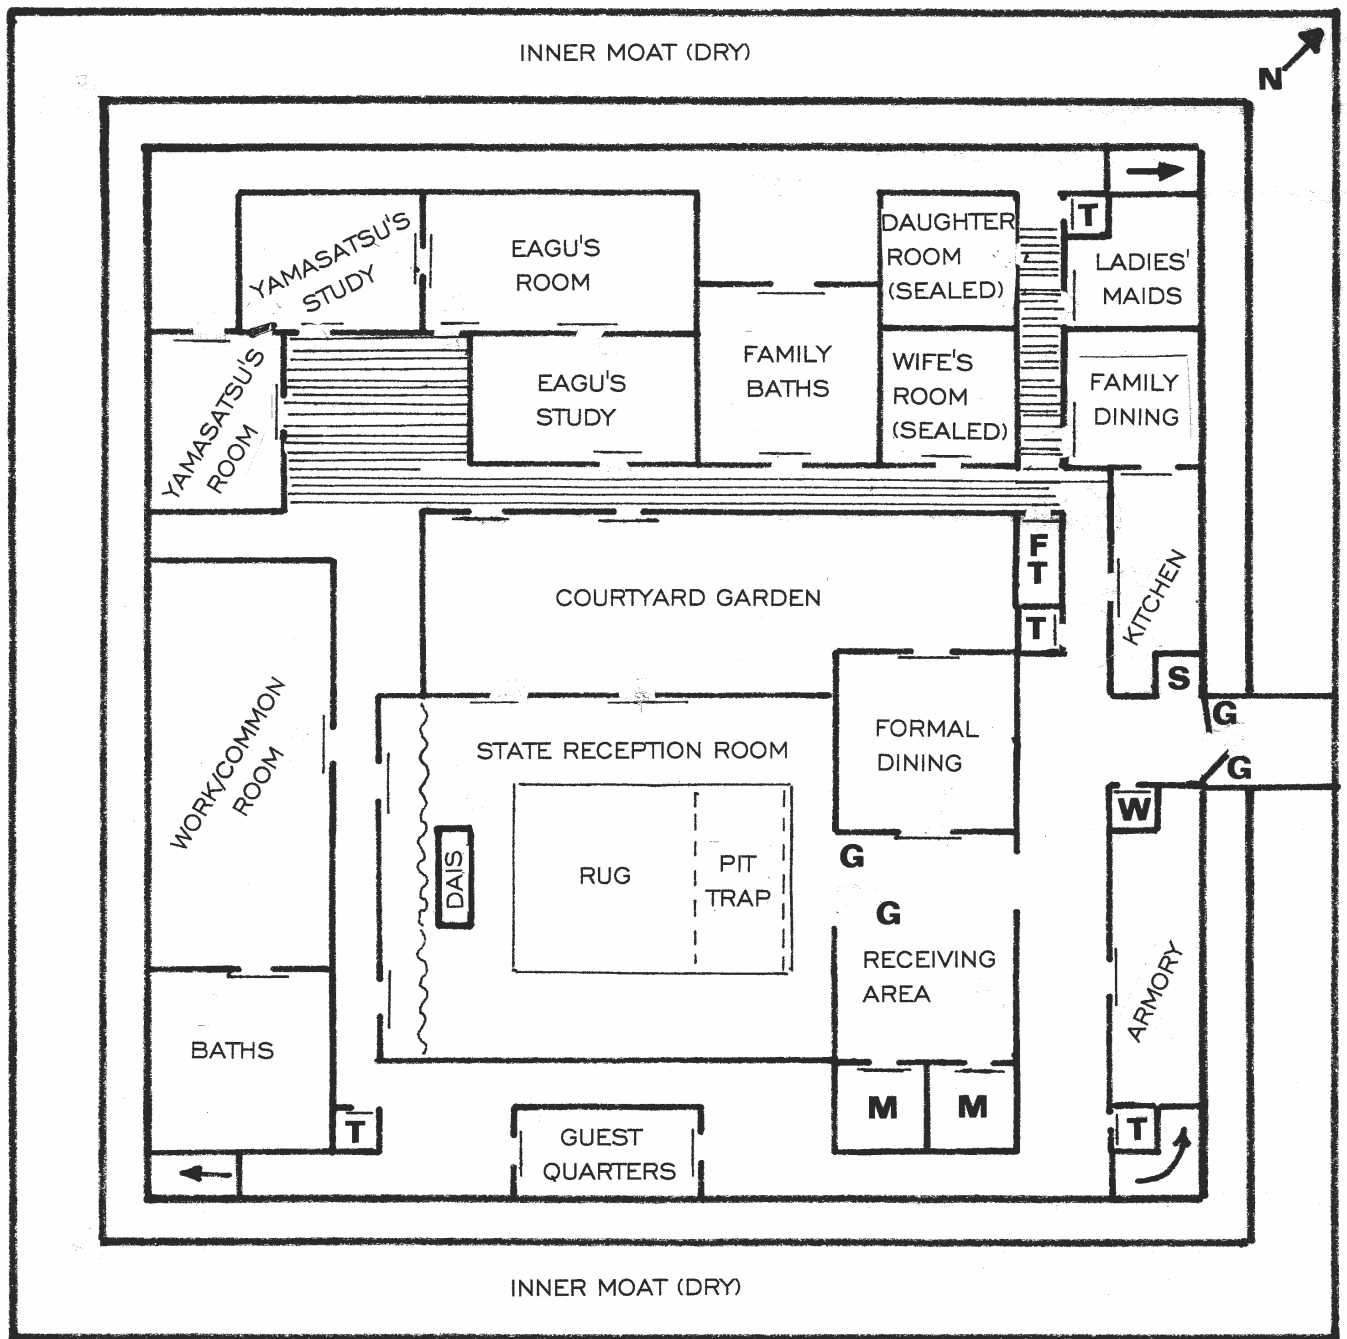 INNER MOAT (DRY)
N
YAMASATSU'S
STUDY
EAGU'S
ROOM
DAUGHTER
ROOM
(SEALED)
T
LADIES'
MAIDS
YAMASATSU'S
ROOM
EAGU'S
STUDY
FAMILY
BATHS
WIFE'S
ROOM
(SEALED)
FAMILY
DINING
COURTYARD GARDEN
F
T
T
KITCHEN
S
G
G
WORK/COMMON
ROOM
STATE RECEPTION ROOM
FORMAL
DINING
W
DAIS
RUG
PIT
TRAP
G
G
RECEIVING
AREA
ARMORY
BATHS
T
GUEST
QUARTERS
M
M
T
INNER MOAT (DRY)